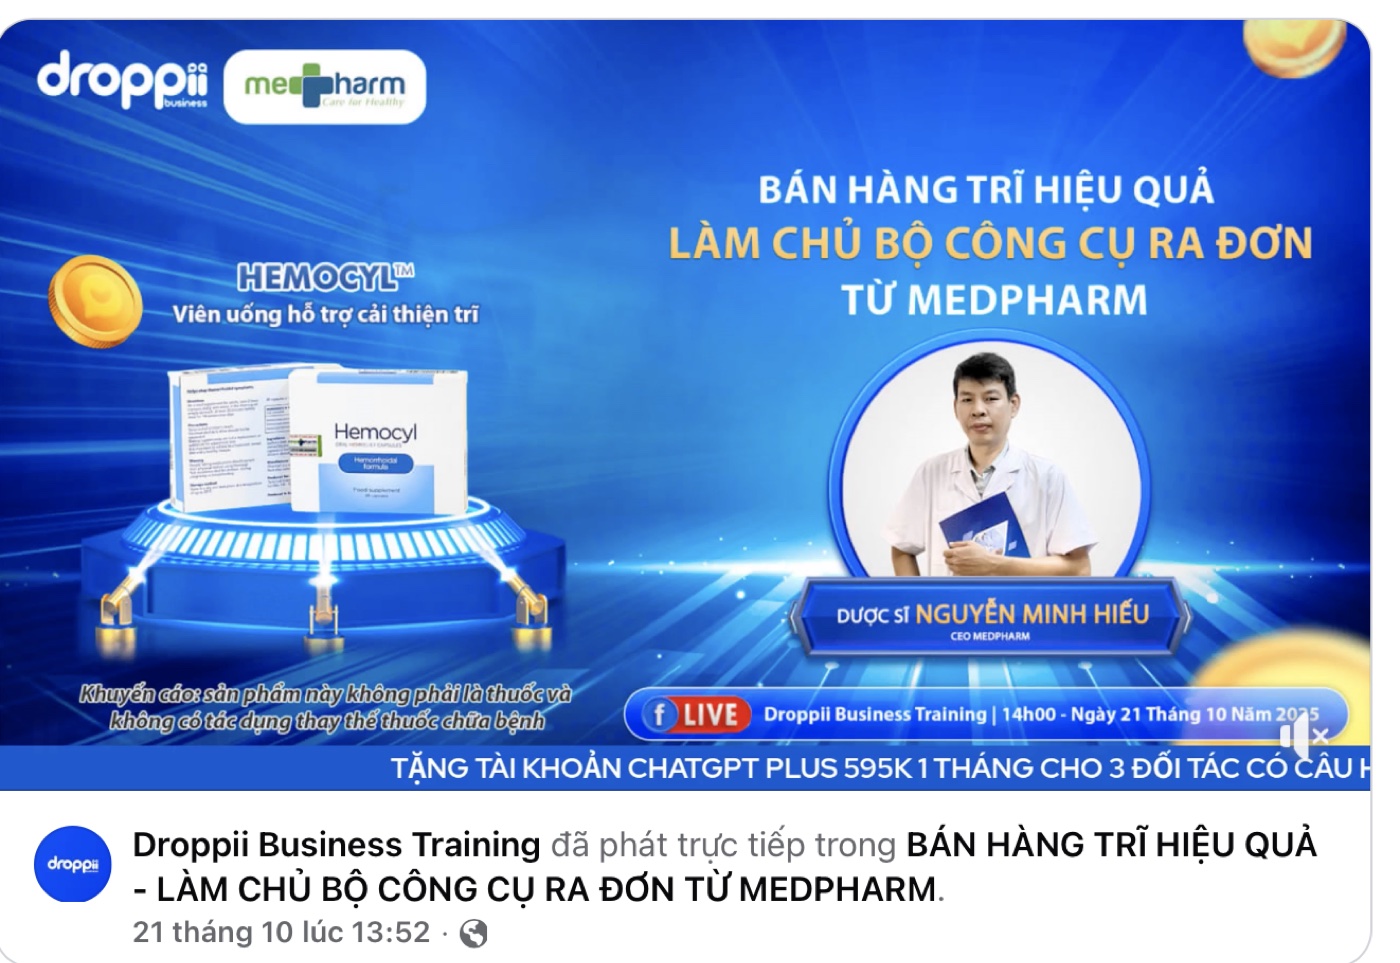 droppii
business
medpharm
Care for Healthy
BÁN HÀNG TRĨ HIỆU QUẢ
LÀM CHỦ BỘ CÔNG CỤ RA ĐƠN
TỪ MEDPHARM
HEMOCYL™
Viên uống hỗ trợ cải thiện trĩ
Hemocyl
Hemorrhoidal
formula
Food supplement
DƯỢC SĨ NGUYỄN MINH HIẾU
CEO MEDPHARM
Khuyến cáo: sản phẩm này không phải là thuốc và
không có tác dụng thay thế thuốc chữa bệnh
f LIVE Droppii Business Training | 14h00 - Ngày 21 Tháng 10 Năm 2025
TẶNG TÀI KHOẢN CHATGPT PLUS 595K 1 THÁNG CHO 3 ĐỐI TÁC CÓ CÂU H
droppii
Droppii Business Training đã phát trực tiếp trong BÁN HÀNG TRĨ HIỆU QUẢ
- LÀM CHỦ BỘ CÔNG CỤ RA ĐƠN TỪ MEDPHARM.
21 tháng 10 lúc 13:52 ·